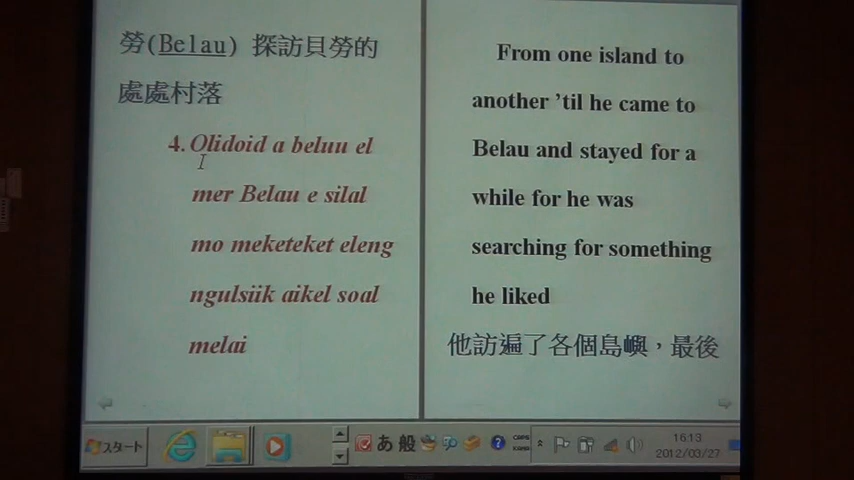 勞(Belau) 探訪貝勞的
處處村落
4. Olidoid a beluu el
mer Belau e silal
mo meketeket eleng
ngulsiik aikel soal
melai
From one island to
another ’til he came to
Belau and stayed for a
while for he was
searching for something
he liked
他訪遍了各個島嶼，最後
スタート
あ 般
CAPS
KANA
16:13
2012/03/27